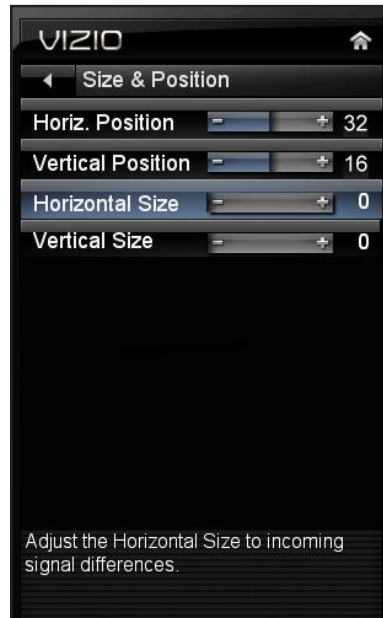 VIZIO
Size & Position
Horiz. Position - + 32
Vertical Position - + 16
Horizontal Size - + 0
Vertical Size - + 0
Adjust the Horizontal Size to incoming
signal differences.